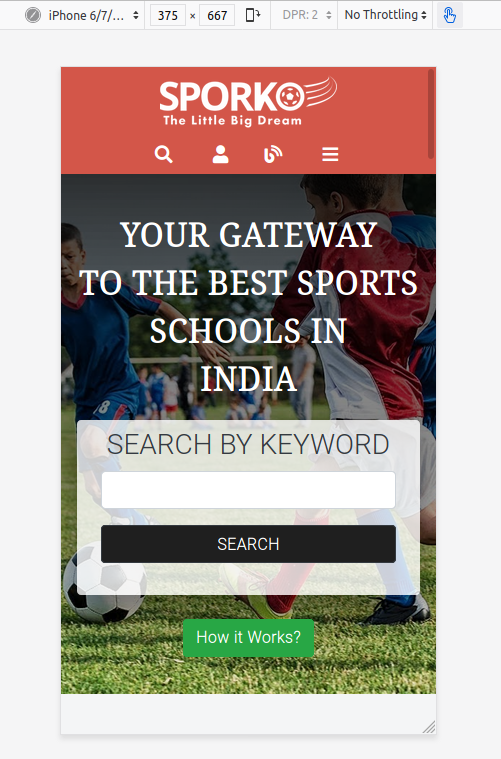 iPhone 6/7/...
375 × 667
DPR: 2
No Throttling
SPORKO
The Little Big Dream
YOUR GATEWAY
TO THE BEST SPORTS
SCHOOLS IN
INDIA
8
SEARCH BY KEYWORD
SEARCH
How it Works?